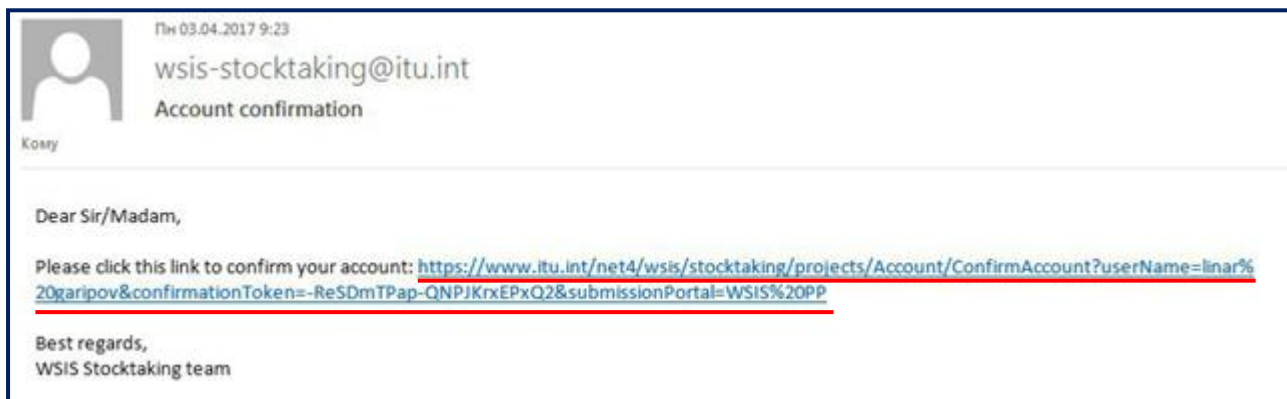 Пн 03.04.2017 9:23
wsis-stocktaking@itu.int
Account confirmation
Кому
Dear Sir/Madam,
Please click this link to confirm your account: https://www.itu.int/net4/wsis/stocktaking/projects/Account/ConfirmAccount?userName=linar%
20garipov&confirmationToken=-ReSDmTPap-QNPJKrxEPxQ2&submissionPortal=WSIS%20PP
Best regards,
WSIS Stocktaking team